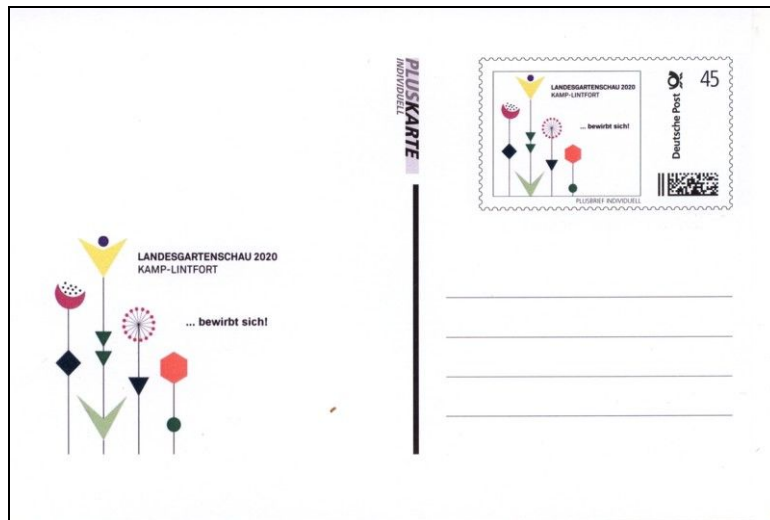 LANDESGARTENSCHAU 2020
KAMP-LINTFORT
... bewirbt sich!
PLUSKARTE
INDIVIDUELL
LANDESGARTENSCHAU 2020
KAMP-LINTFORT
... bewirbt sich!
Deutsche Post
45
PLUSBRIEF INDIVIDUELL